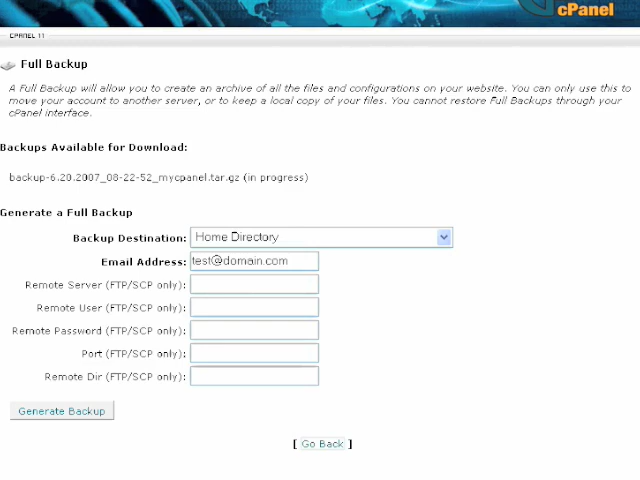 cPanel
CPANEL 11
Full Backup
A Full Backup will allow you to create an archive of all the files and configurations on your website. You can only use this to
move your account to another server, or to keep a local copy of your files. You cannot restore Full Backups through your
cPanel interface.
Backups Available for Download:
backup-6.20.2007_08-22-52_mycpanel.tar.gz (in progress)
Generate a Full Backup
Backup Destination: Home Directory
Email Address: test@domain.com
Remote Server (FTP/SCP only):
Remote User (FTP/SCP only):
Remote Password (FTP/SCP only):
Port (FTP/SCP only):
Remote Dir (FTP/SCP only):
Generate Backup
[ Go Back ]